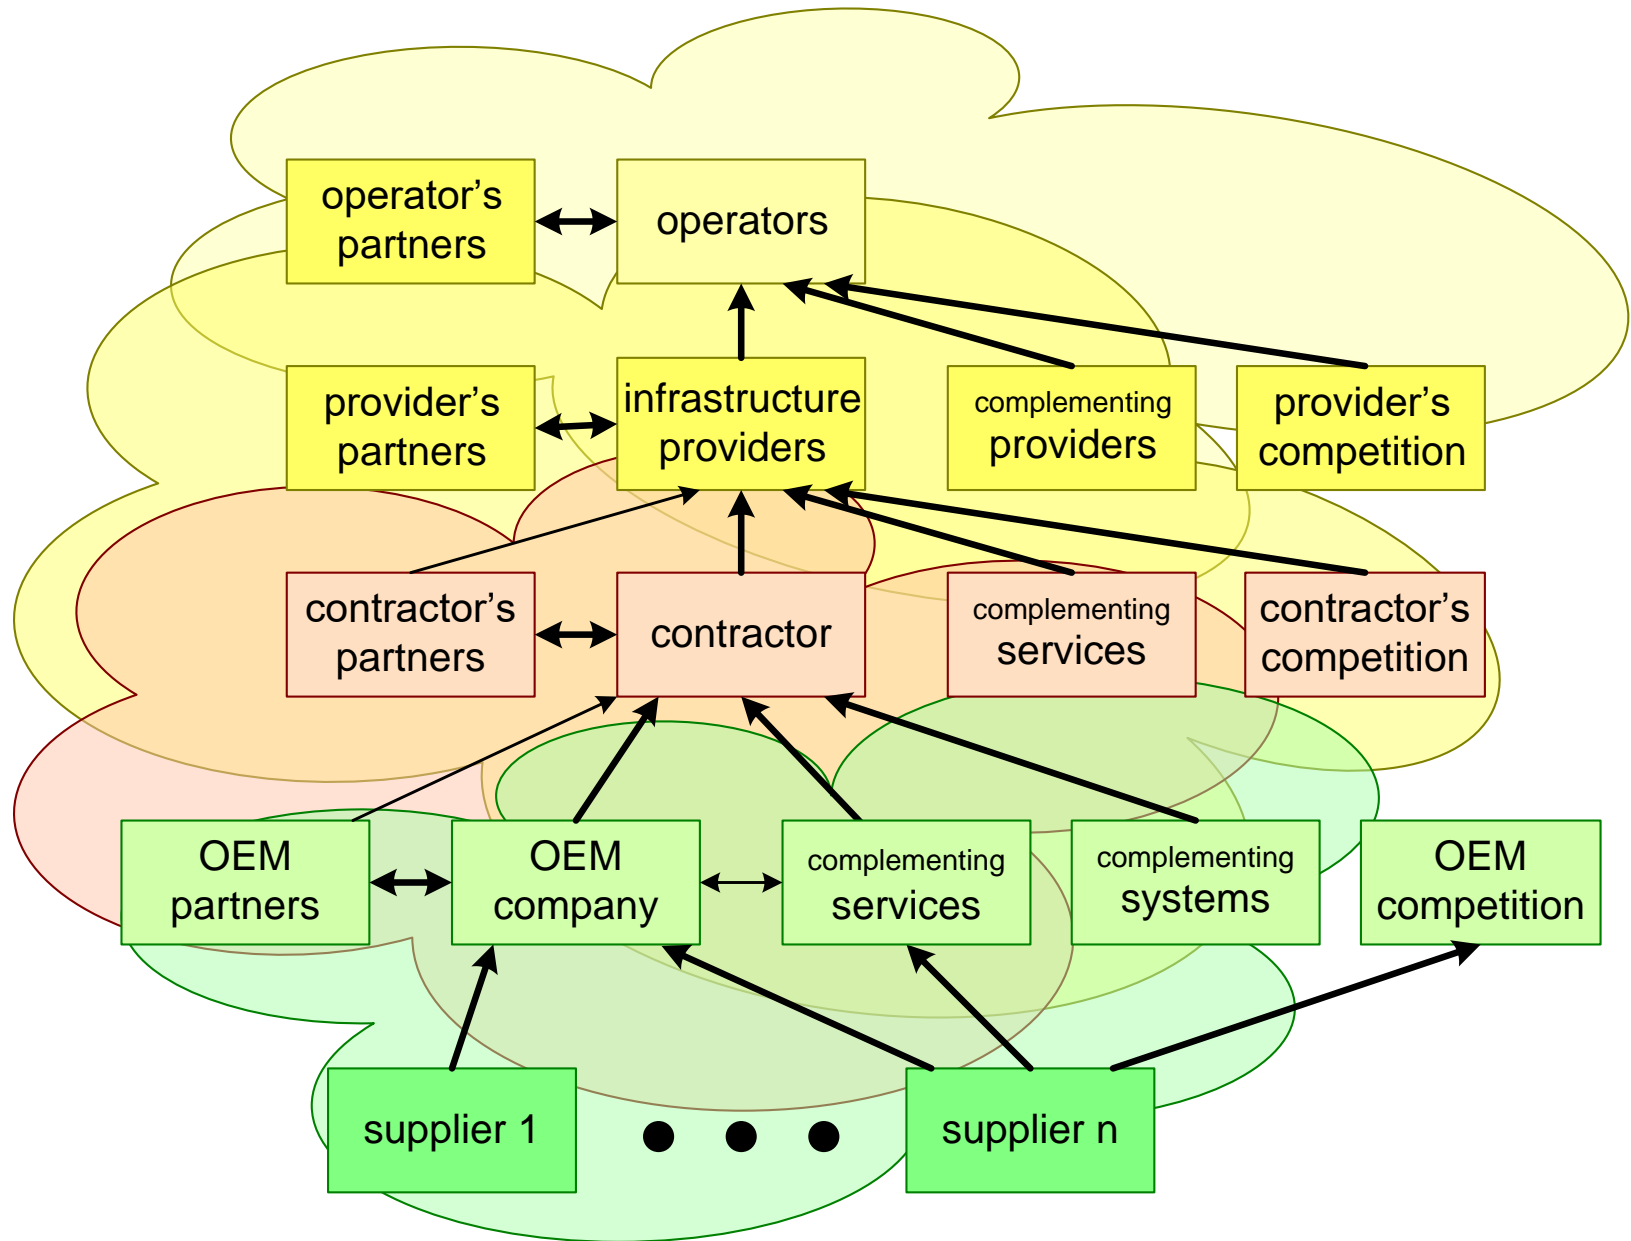 operator’s
partners
operators
provider’s
partners
infrastructure
providers
complementing
providers
provider's
competition
contractor’s
partners
contractor
complementing
services
contractor’s
competition
OEM
partners
OEM
company
complementing
services
complementing
systems
OEM
competition
supplier 1
supplier n